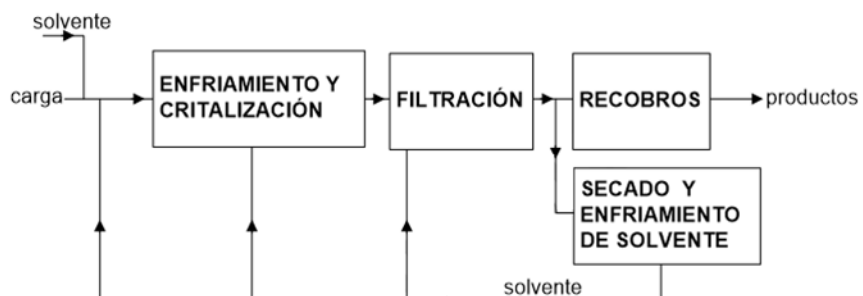 solvente
carga
ENFRIAMIENTO Y
CRITALIZACIÓN
FILTRACIÓN
RECOBROS
productos
SECADO Y
ENFRIAMIENTO
DE SOLVENTE
solvente